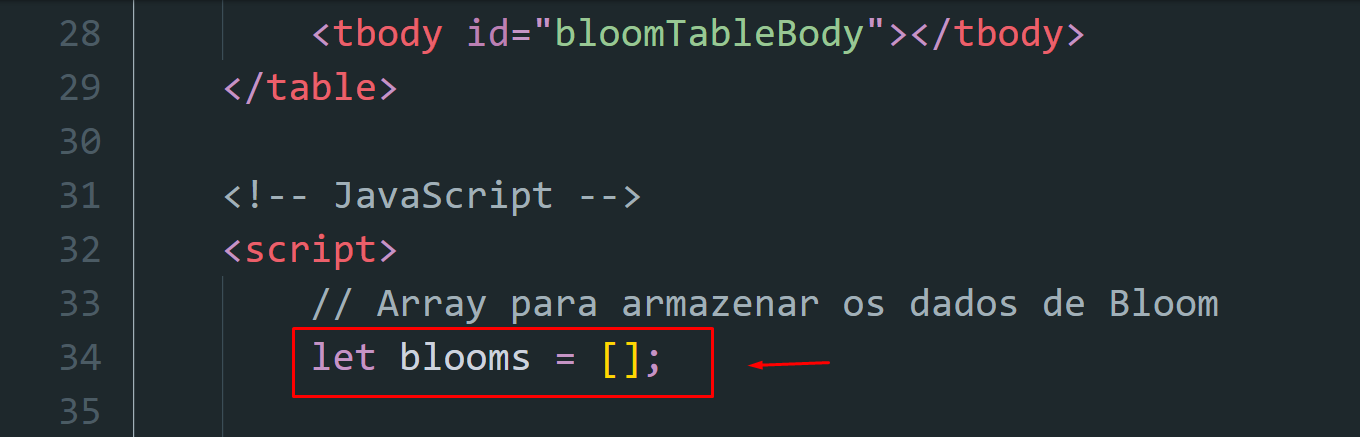 28 <tbody id="bloomTableBody"></tbody>
29 </table>
30
31 <!-- JavaScript -->
32 <script>
33 // Array para armazenar os dados de Bloom
34 let blooms = [];
35